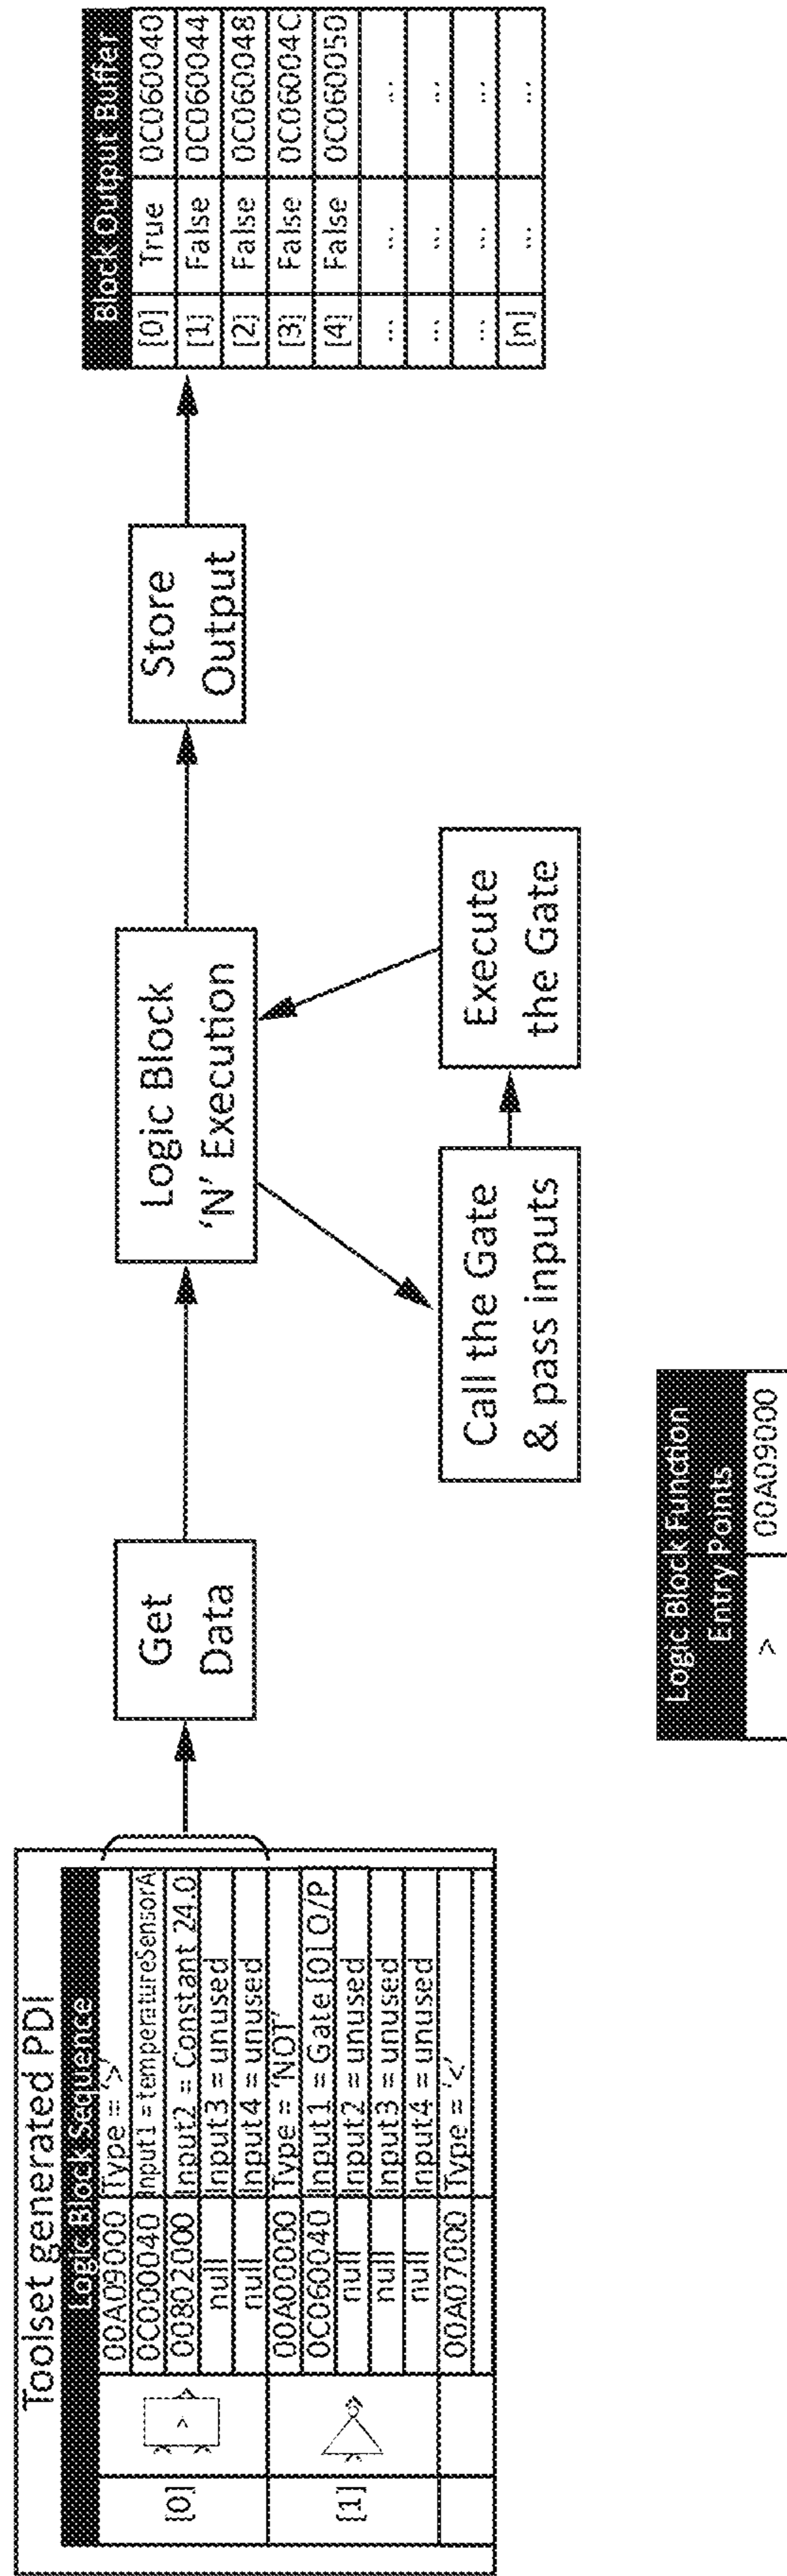 Toolset generated PDI
Logic Block Sequence
[0] > 00A09000 Type = '>'
0C000040 Input1 = temperatureSensorA
00802000 Input2 = Constant 24.0
null Input3 = unused
null Input4 = unused
[1] 00A00000 Type = 'NOT'
0C060040 Input1 = Gate [0] O/P
null Input2 = unused
null Input3 = unused
null Input4 = unused
00A07000 Type = '<'
Get
Data
Logic Block
'N' Execution
Call the Gate
& pass inputs
Execute
the Gate
Store
Output
Block Output Buffer
[0] True 0C060040
[1] False 0C060044
[2] False 0C060048
[3] False 0C06004C
[4] False 0C060050
... ... ...
... ... ...
... ... ...
[n] ... ...
Logic Block Function
Entry Points
> 00A09000